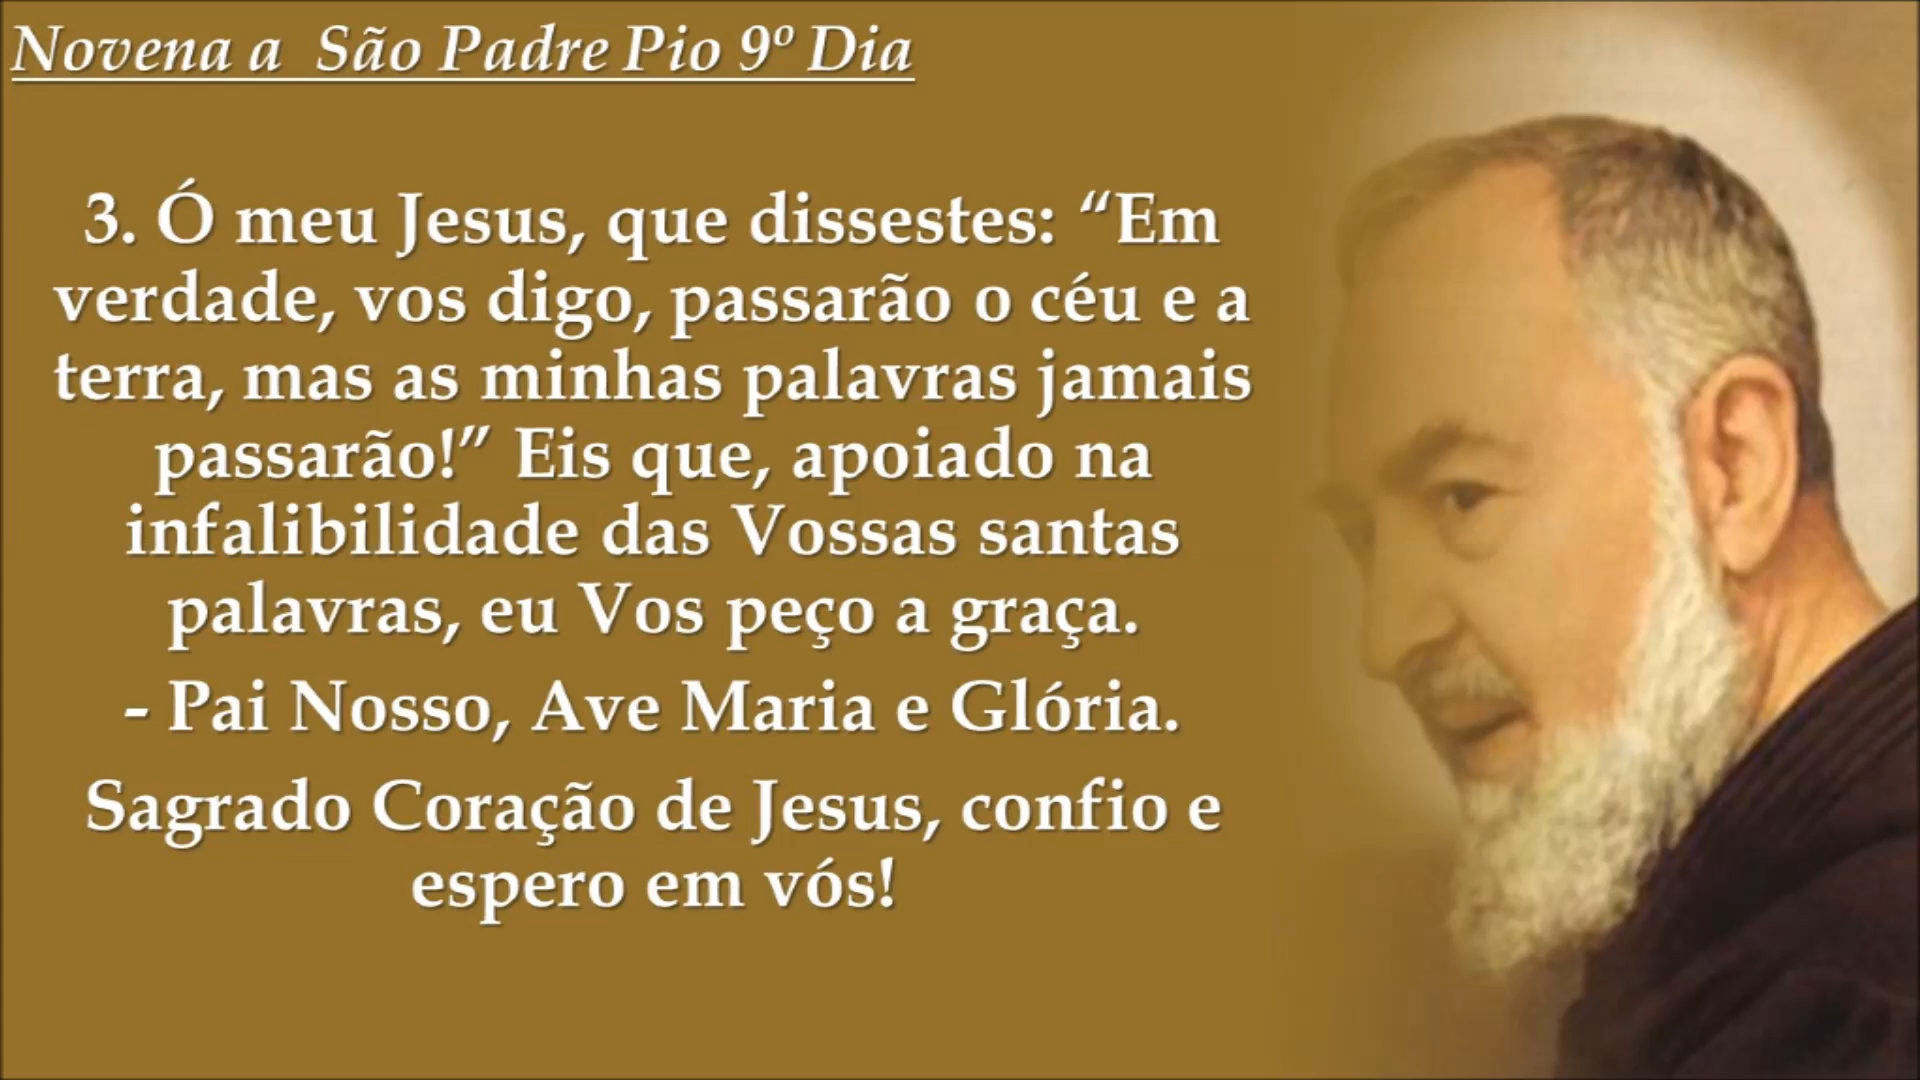 Novena a São Padre Pio 9º Dia
3. Ó meu Jesus, que dissestes: “Em
verdade, vos digo, passarão o céu e a
terra, mas as minhas palavras jamais
passarão!” Eis que, apoiado na
infalibilidade das Vossas santas
palavras, eu Vos peço a graça.
- Pai Nosso, Ave Maria e Glória.
Sagrado Coração de Jesus, confio e
espero em vós!